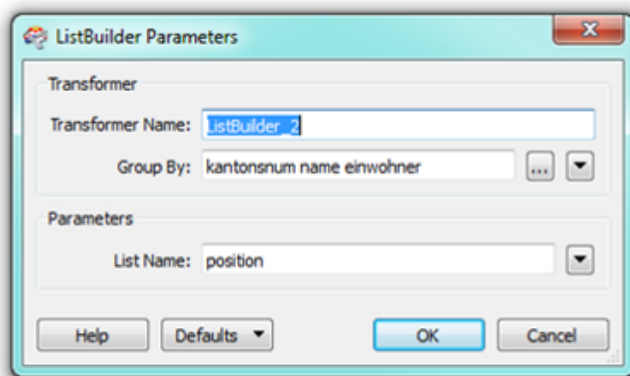 ListBuilder Parameters
Transformer
Transformer Name: ListBuilder_2
Group By: kantonsnum name einwohner ...
Parameters
List Name: position
Help Defaults OK Cancel